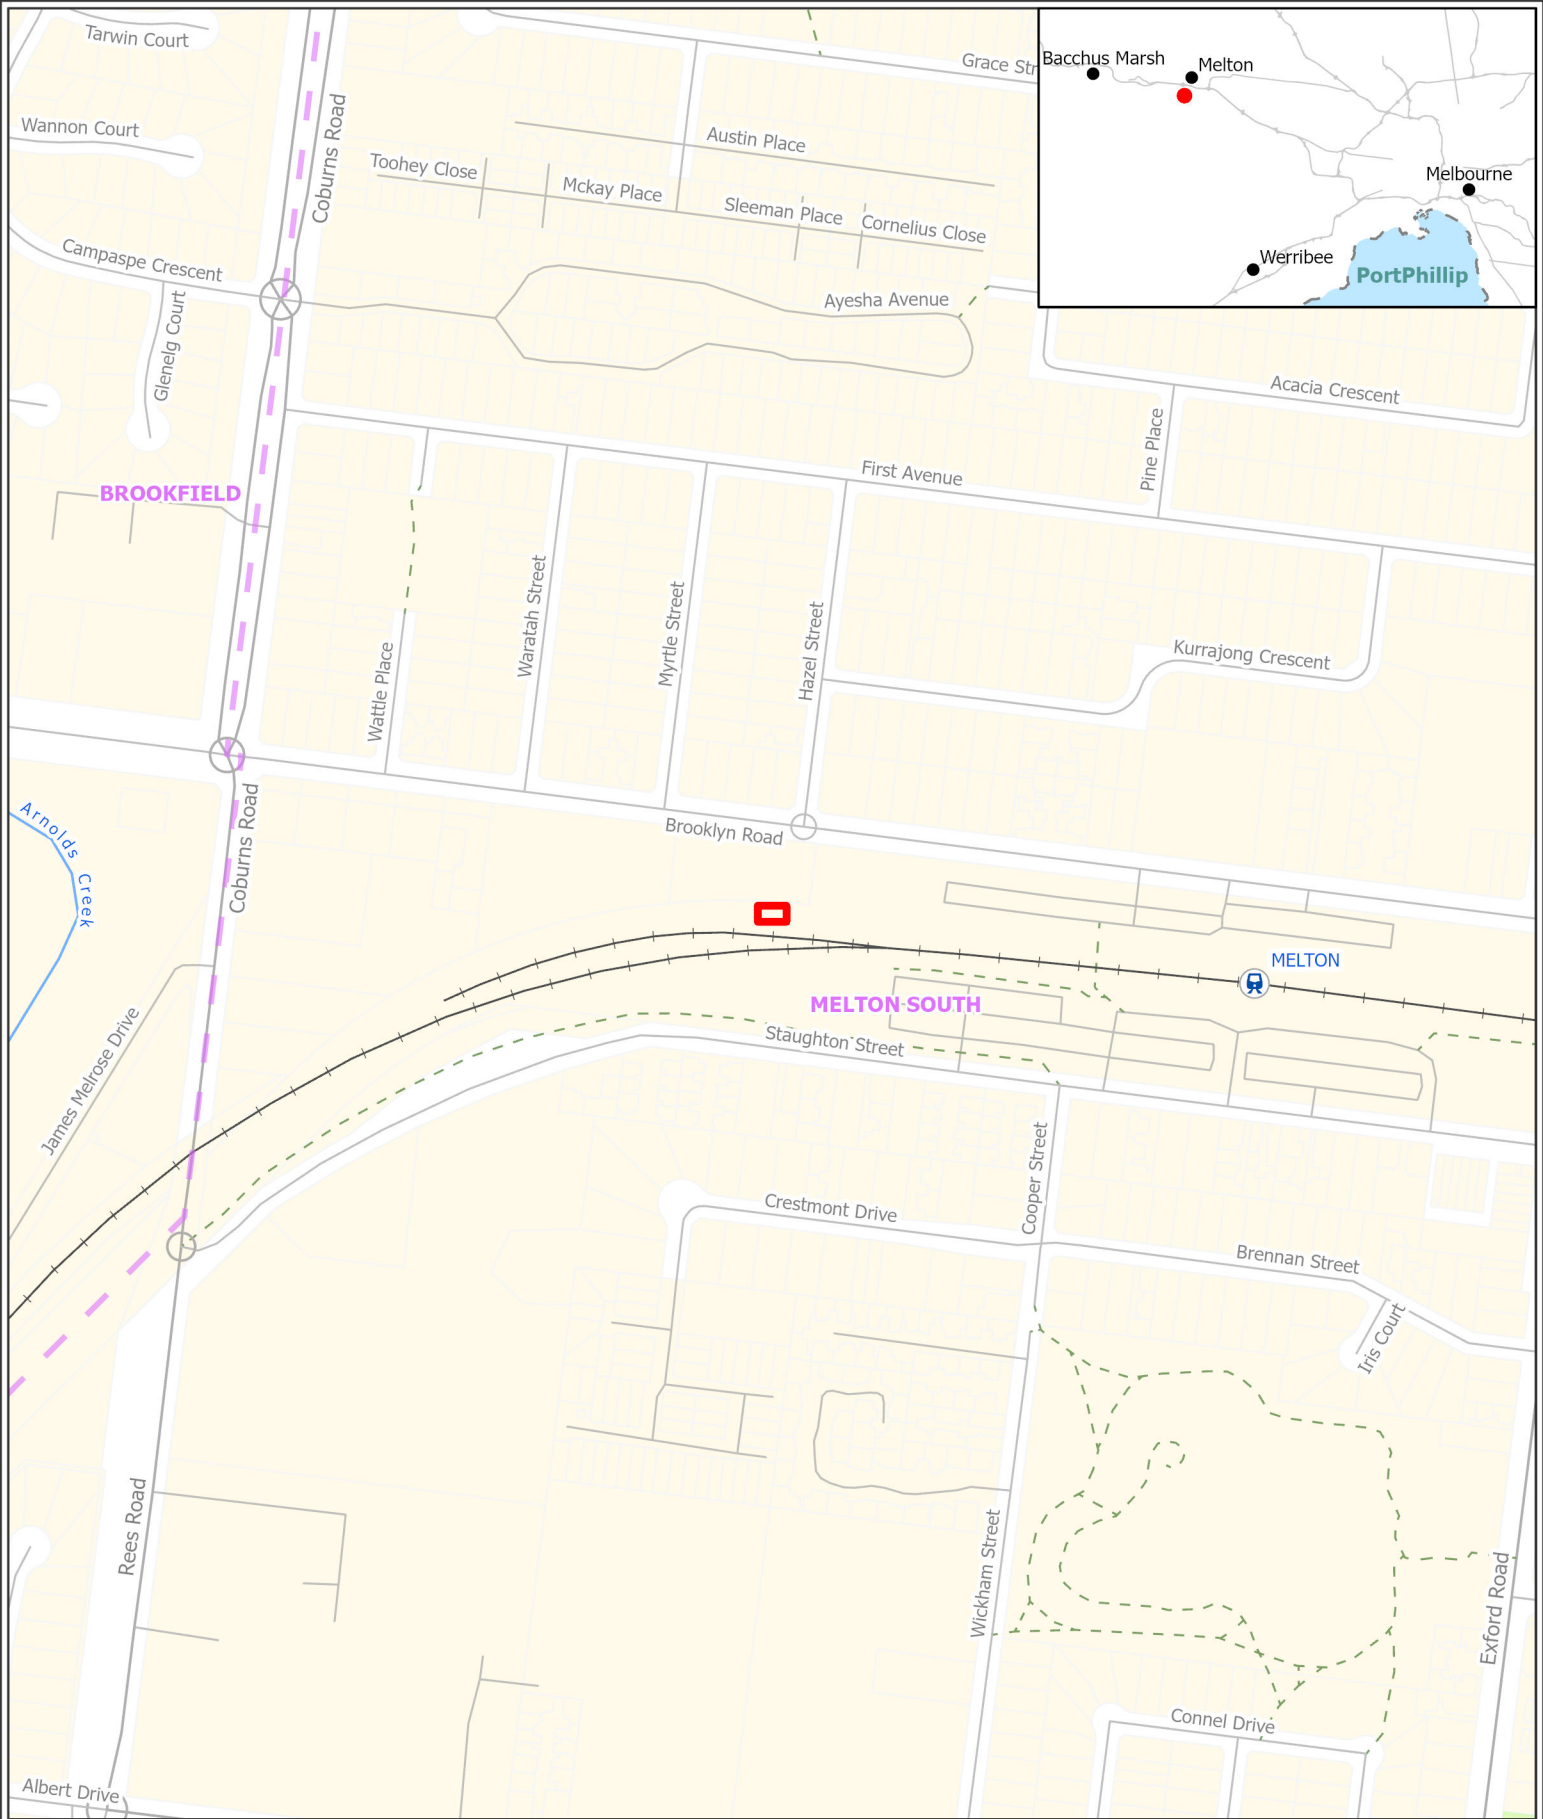 Tarwin Court
Grace Str
Bacchus Marsh
Melton
Wannon Court
Coburns Road
Austin Place
Toohey Close
Mckay Place
Sleeman Place
Cornelius Close
Melbourne
Campaspe Crescent
Werribee
PortPhillip
Glenelg Court
Ayesha Avenue
Acacia Crescent
Pine Place
First Avenue
BROOKFIELD
Waratah Street
Myrtle Street
Hazel Street
Wattle Place
Kurrajong Crescent
Arnolds Creek
Coburns Road
Brooklyn Road
MELTON
MELTON SOUTH
Staughton Street
James Melrose Drive
Cooper Street
Crestmont Drive
Brennan Street
Iris Court
Rees Road
Wickham Street
Exford Road
Connel Drive
Albert Drive